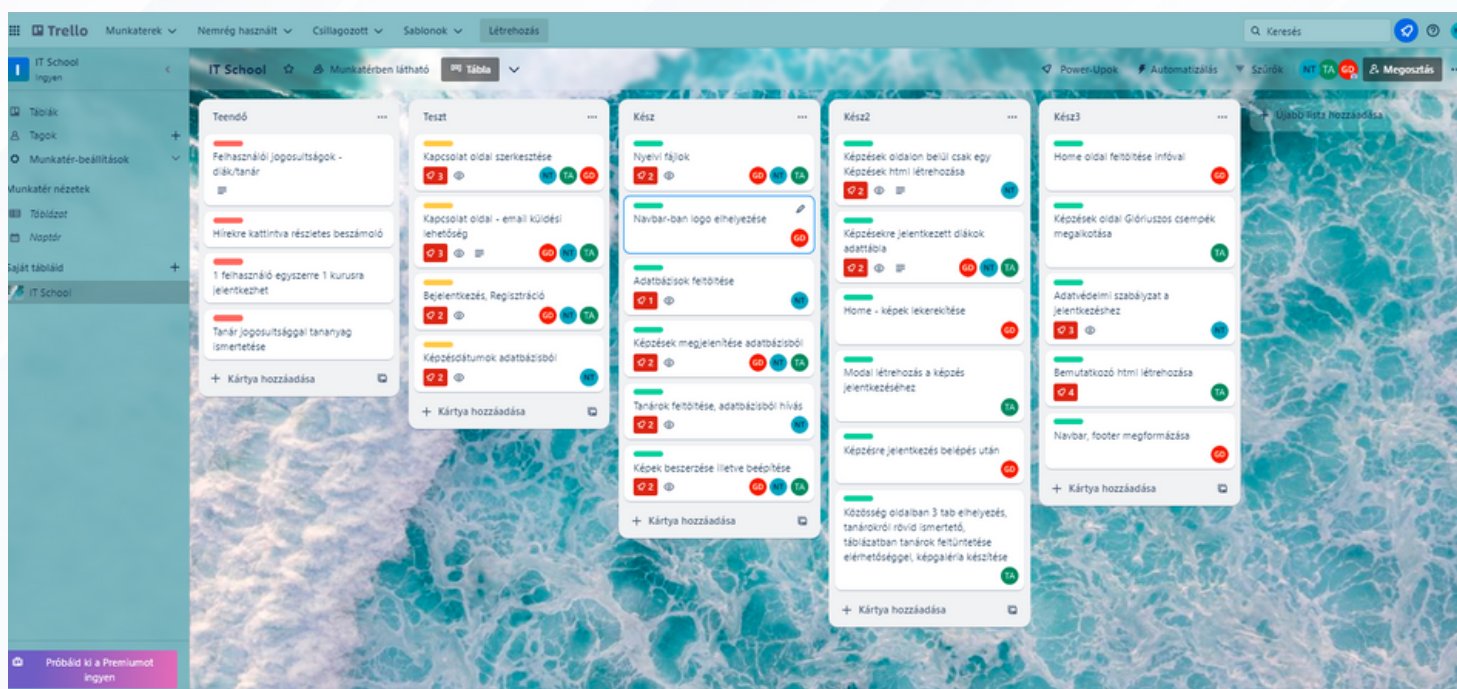 Trello Munkaterek Nemrég használt Csillagozott Sablonok Létrehozás Keresés
I IT School
Ingyen
IT School Munkatérben látható Tábla Power-Upok Automatizálás Szűrők NT TA GD Megosztás
Táblák
Tagok
Munkatér-beállítások
Munkatér nézetek
Táblázat
Naptár
Saját tábláid
IT School
Próbáld ki a Premiumot
ingyen
Teendő
Felhasználói jogosultságok -
diák/tanár
Hírekre kattintva részletes beszámoló
1 felhasználó egyszerre 1 kurusra
jelentkezhet
Tanár jogosultsággal tananyag
ismertetése
+ Kártya hozzáadása
Teszt
Kapcsolat oldal szerkesztése
3 NT TA GD
Kapcsolat oldal - email küldési
lehetőség
3 GD NT TA
Bejelentkezés, Regisztráció
2 GD NT TA
Képzésdátumok adatbázisból
2 NT
+ Kártya hozzáadása
Kész
Nyelvi fájlok
2 GD NT TA
Navbar-ban logo elhelyezése
GD
Adatbázisok feltöltése
1 NT
Képzések megjelenítése adatbázisból
2 GD NT TA
Tanárok feltöltése, adatbázisból hívás
2 NT
Képek beszerzése illetve beépítése
2 GD NT TA
+ Kártya hozzáadása
Kész2
Képzések oldalon belül csak egy
Képzések html létrehozása
2 NT
Képzésekre jelentkezett diákok
adattábla
2 GD NT TA
Home - képek lekerekítése
GD
Modal létrehozás a képzés
jelentkezéséhez
TA
Képzésre jelentkezés belépés után
GD
Közösség oldalban 3 tab elhelyezés,
tanárokról rövid ismertető,
táblázatban tanárok feltüntetése
elérhetőséggel, képgaléria készítése
TA
+ Kártya hozzáadása
Kész3
Home oldal feltöltése infóval
GD
Képzések oldal Glóriuszos csempék
megalkotása
TA
Adatvédelmi szabályzat a
jelentkezéshez
3 NT
Bemutatkozó html létrehozása
4 TA
Navbar, footer megformázása
GD
+ Kártya hozzáadása
+ Újabb lista hozzáadása